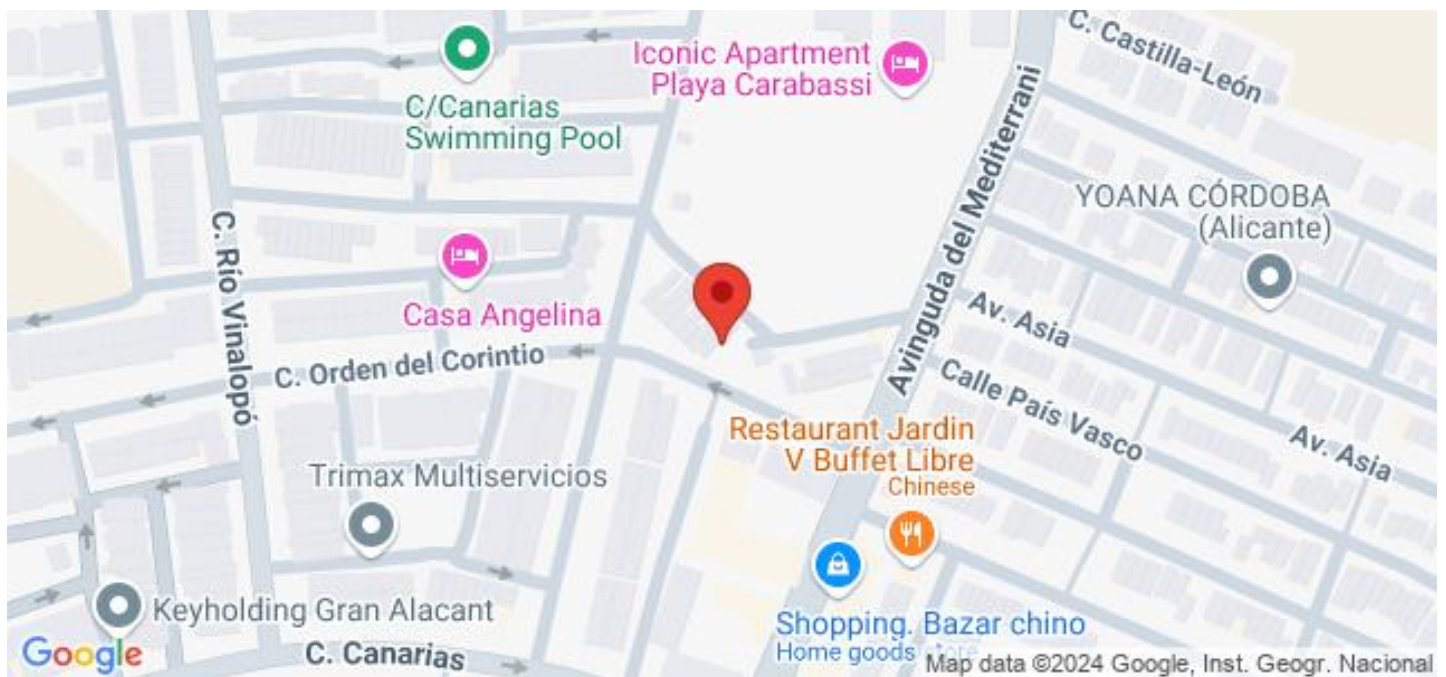 C. Castilla-León
Iconic Apartment
Playa Carabassi
C/Canarias
Swimming Pool
Avinguda del Mediterrani
YOANA CÓRDOBA
(Alicante)
C. Río Vinalopó
Casa Angelina
Av. Asia
C. Orden del Corintio
Calle País Vasco
Av. Asia
Restaurant Jardin
V Buffet Libre
Chinese
Trimax Multiservicios
Keyholding Gran Alacant
Shopping. Bazar chino
Home goods store
C. Canarias
Google
Map data ©2024 Google, Inst. Geogr. Nacional